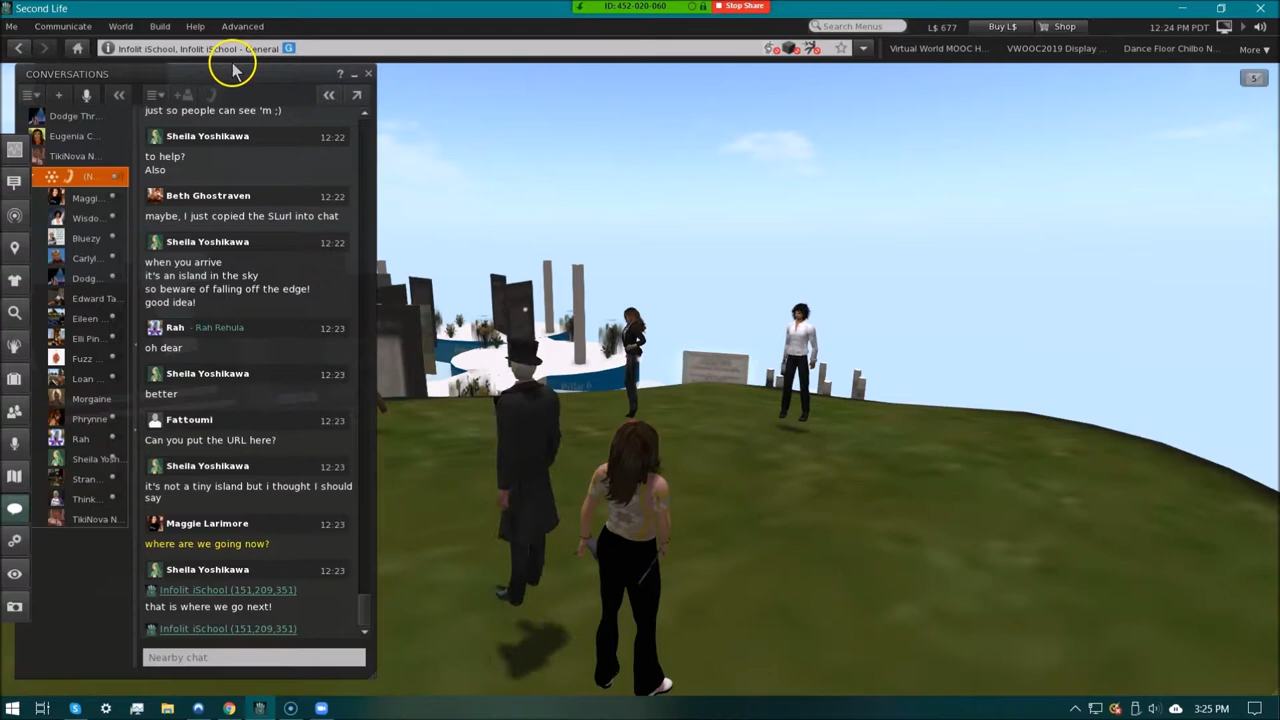 Second Life
ID: 452-020-060
Stop Share
Me Communicate World Build Help Advanced
Search Menus
L$ 677
Buy L$
Shop
12:24 PM PDT
Infolit iSchool, Infolit iSchool - General G
Virtual World MOOC H...
VWOOC2019 Display ...
Dance Floor Chilbo N...
More
CONVERSATIONS
?
5
Dodge Thr...
Eugenia C...
TikiNova N...
(N...
Maggi...
Wisdo...
Bluezy
Carlyl...
Dodg...
Edward Ta...
Eileen ...
Elli Pin...
Fuzz ...
Loan ...
Morgaine
Phrynne
Rah
Sheila Yosh...
Stran...
Think...
TikiNova N...
just so people can see 'm ;)
Sheila Yoshikawa 12:22
to help?
Also
Beth Ghostraven 12:22
maybe, I just copied the SLurl into chat
Sheila Yoshikawa 12:22
when you arrive
it's an island in the sky
so beware of falling off the edge!
good idea!
Rah - Rah Rehula 12:23
oh dear
Sheila Yoshikawa 12:23
better
Fattoumi 12:23
Can you put the URL here?
Sheila Yoshikawa 12:23
it's not a tiny island but i thought I should
say
Maggie Larimore 12:23
where are we going now?
Sheila Yoshikawa 12:23
Infolit iSchool (151,209,351)
that is where we go next!
Infolit iSchool (151,209,351)
Nearby chat
Pillar 6
3:25 PM